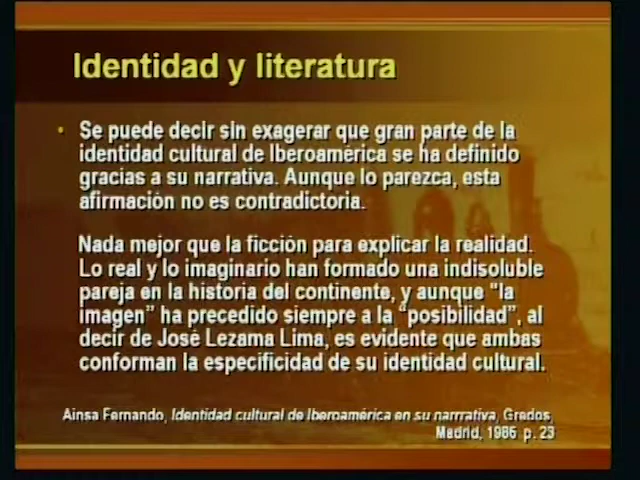 Identidad y literatura
• Se puede decir sin exagerar que gran parte de la
identidad cultural de Iberoamérica se ha definido
gracias a su narrativa. Aunque lo parezca, esta
afirmación no es contradictoria.
Nada mejor que la ficción para explicar la realidad.
Lo real y lo imaginario han formado una indisoluble
pareja en la historia del continente, y aunque “la
imagen” ha precedido siempre a la “posibilidad”, al
decir de José Lezama Lima, es evidente que ambas
conforman la especificidad de su identidad cultural.
Ainsa Fernando, Identidad cultural de Iberoamérica en su narrrativa, Gredos,
Madrid, 1986 p. 23